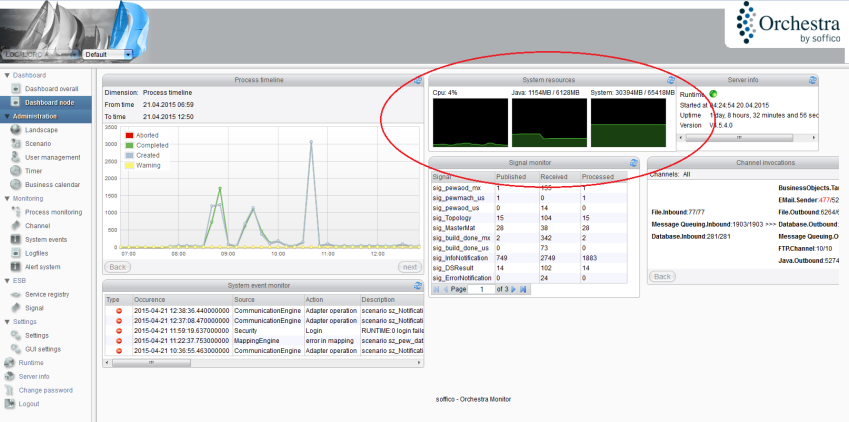 Orchestra
by soffico
Default
Dashboard
Dashboard overall
Dashboard node
Administration
Landscape
Scenario
User management
Timer
Business calendar
Monitoring
Process monitoring
Channel
System events
Logfiles
Alert system
ESB
Service registry
Signal
Settings
Settings
GUI settings
Runtime
Server info
Change password
Logout
Process timeline
Dimension: Process timeline
From time 21.04.2015 06:59
To time 21.04.2015 12:50
3500
3000
2500
2000
1500
1000
500
0
Aborted
Completed
Created
Warning
07:00 08:00 09:00 10:00 11:00 12:00
Back next
System event monitor
Type Occurence Source Action Description
2015-04-21 12:38:36.440000000 CommunicationEngine Adapter operation scenario sz_Notificati
2015-04-21 12:37:08.470000000 CommunicationEngine Adapter operation scenario sz_Notificati
2015-04-21 11:59:19.637000000 Security Login RUNTIME:0 login faile
2015-04-21 11:22:37.753000000 MappingEngine error in mapping scenario sz_pew_dat
2015-04-21 10:36:55.463000000 CommunicationEngine Adapter operation scenario sz_Notificati
System resources
Cpu: 4% Java: 1154MB / 6128MB System: 30394MB / 65418MB
Server info
Runtime
Started at 04:24:54 20.04.2015
Uptime 1 day, 8 hours, 32 minutes and 56 sec
Version V3.5.4.0
Signal monitor
Signal Published Received Processed
sig_pewaod_mx 1 155 1
sig_pewmach_us 1 0 1
sig_pewaod_us 0 14 0
sig_Topology 15 104 15
sig_MasterMat 28 38 28
sig_build_done_mx 2 342 2
sig_build_done_us 0 73 0
sig_InfoNotification 749 2749 1883
sig_DSResult 14 102 14
sig_ErrorNotification 0 24 0
Page 1 of 3
Channel invocations
Channels: All
BusinessObjects.Tar
EMail.Sender:477/52
File.Inbound:77/77 File.Outbound:6264/6
Message Queuing.Inbound:1903/1903 >>> Database.Outbound:
Database.Inbound:281/281 Message Queuing.O
FTP.Channel:10/10
Java.Outbound:5274
Back
soffico - Orchestra Monitor